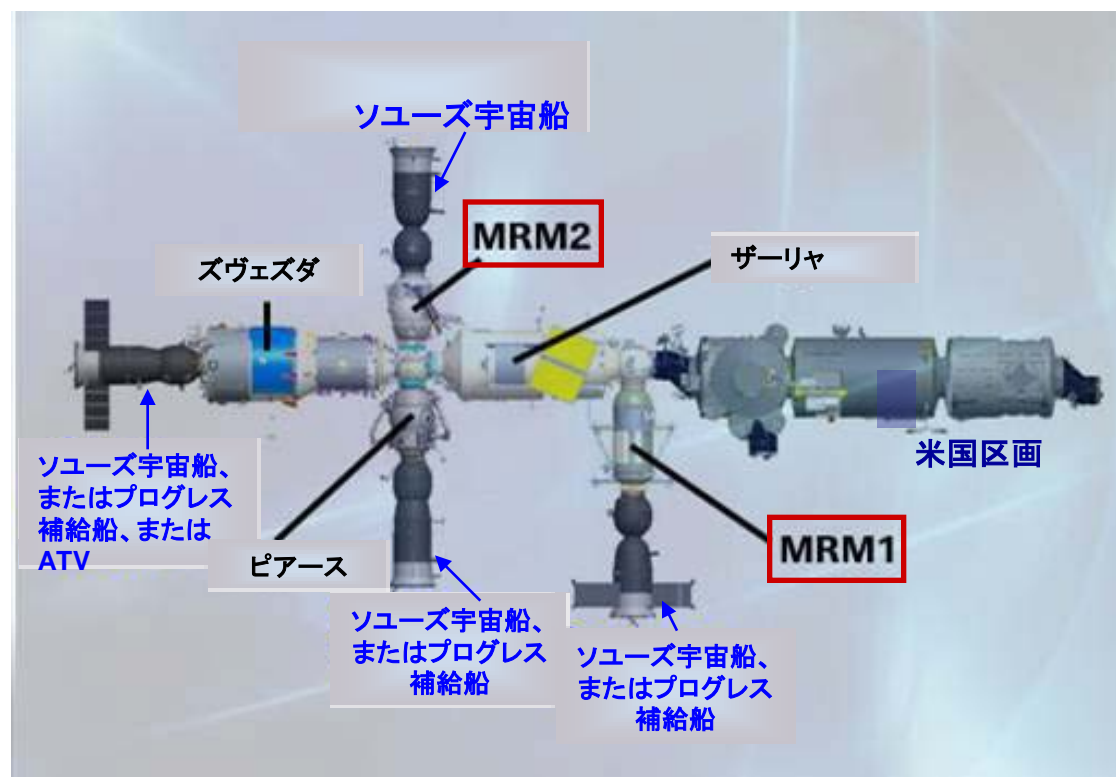 ソユーズ宇宙船
MRM2
ズヴェズダ
ザーリャ
米国区画
ソユーズ宇宙船、
またはプログレス
補給船、または
ATV
ピアース
MRM1
ソユーズ宇宙船、
またはプログレス
補給船
ソユーズ宇宙船、
またはプログレス
補給船